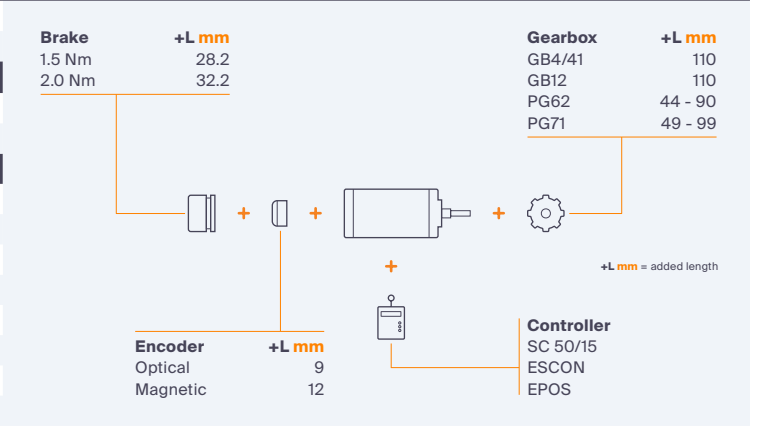 Brake +L mm
1.5 Nm 28.2
2.0 Nm 32.2
Gearbox +L mm
GB4/41 110
GB12 110
PG62 44 - 90
PG71 49 - 99
+L mm = added length
Encoder +L mm
Optical 9
Magnetic 12
Controller
SC 50/15
ESCON
EPOS